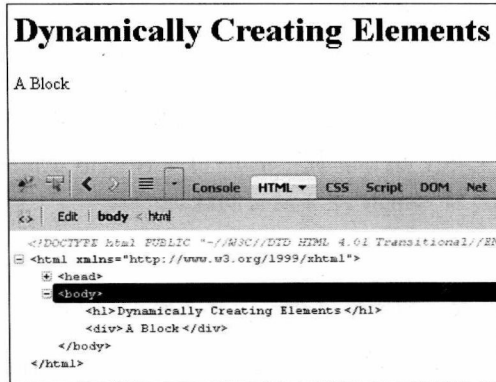 Dynamically Creating Elements
A Block
Console HTML CSS Script DOM Net
Edit body < html
<!DOCTYPE html PUBLIC "-//W3C//DTD HTML 4.01 Transitional//EN
<html xmlns="http://www.w3.org/1999/xhtml">
<head>
<body>
<h1>Dynamically Creating Elements</h1>
<div>A Block</div>
</body>
</html>